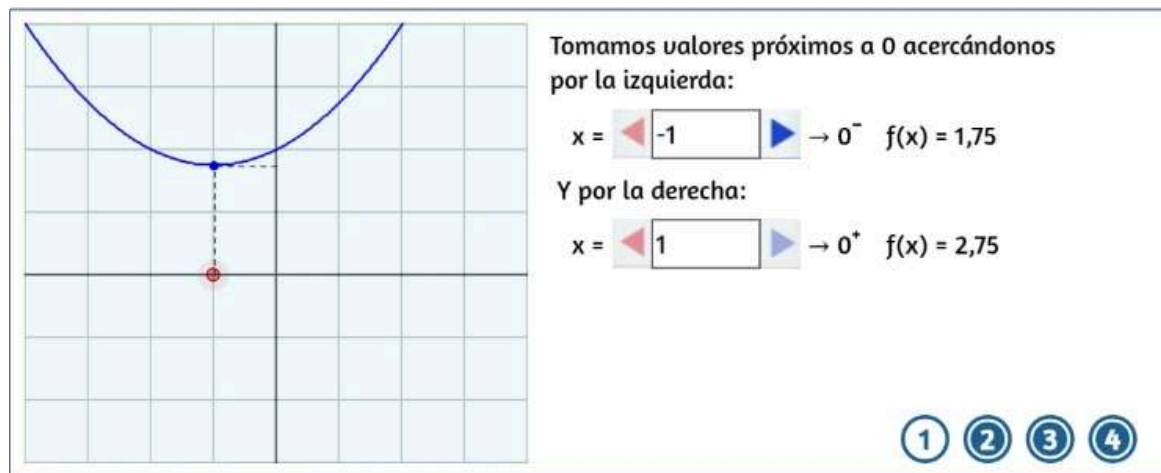 Tomamos valores próximos a 0 acercándonos
por la izquierda:
x = -1 → 0⁻ f(x) = 1,75
Y por la derecha:
x = 1 → 0⁺ f(x) = 2,75
1 2 3 4